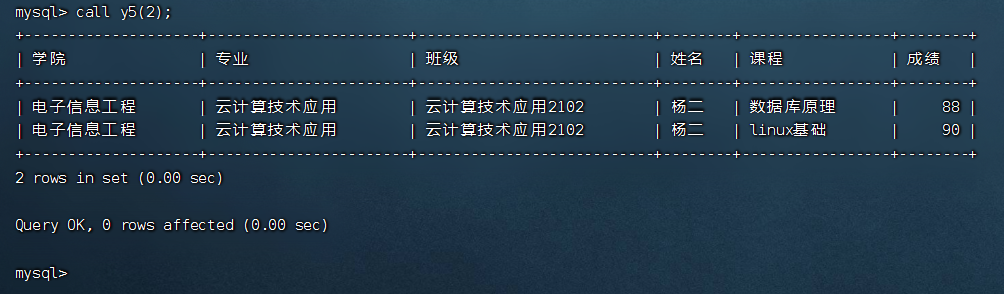 mysql> call y5(2);
+--------------------+-----------------------+---------------------------+--------+-----------------+--------+
| 学院 | 专业 | 班级 | 姓名 | 课程 | 成绩 |
+--------------------+-----------------------+---------------------------+--------+-----------------+--------+
| 电子信息工程 | 云计算技术应用 | 云计算技术应用2102 | 杨二 | 数据库原理 | 88 |
| 电子信息工程 | 云计算技术应用 | 云计算技术应用2102 | 杨二 | linux基础 | 90 |
+--------------------+-----------------------+---------------------------+--------+-----------------+--------+
2 rows in set (0.00 sec)
Query OK, 0 rows affected (0.00 sec)
mysql>